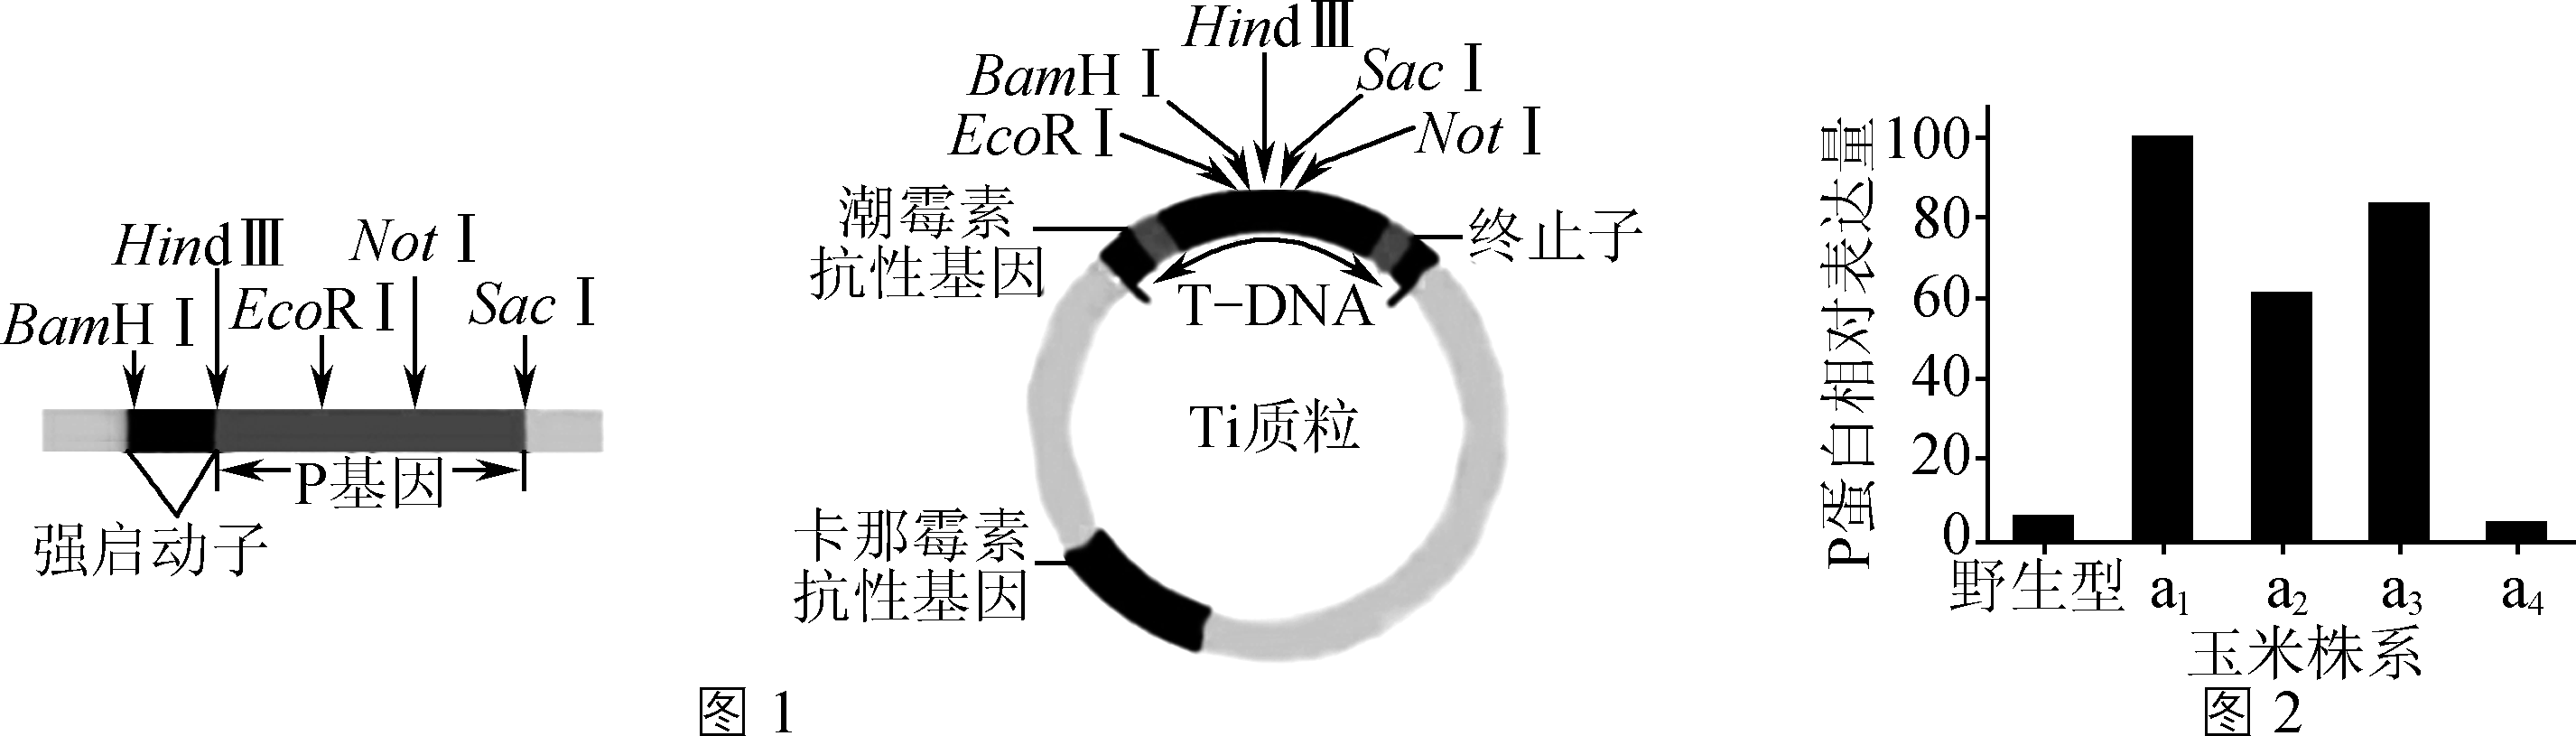 HindⅢ
NotⅠ
BamHⅠ
EcoRⅠ
SacⅠ
P基因
强启动子
HindⅢ
BamHⅠ
SacⅠ
EcoRⅠ
NotⅠ
潮霉素
抗性基因
终止子
T-DNA
Ti质粒
卡那霉素
抗性基因
图 1
P蛋白相对表达量
100
80
60
40
20
0
野生型 a₁ a₂ a₃ a₄
玉米株系
图 2